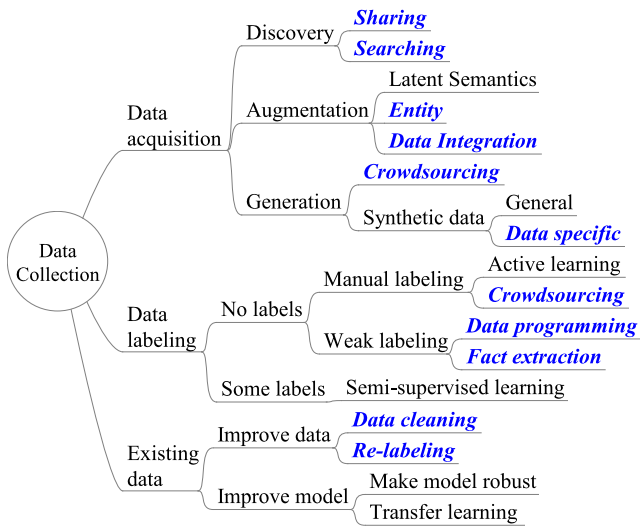 Data
Collection
Data
acquisition
Discovery
Sharing
Searching
Augmentation
Latent Semantics
Entity
Data Integration
Generation
Crowdsourcing
Synthetic data
General
Data specific
Data
labeling
No labels
Manual labeling
Active learning
Crowdsourcing
Weak labeling
Data programming
Fact extraction
Some labels
Semi-supervised learning
Existing
data
Improve data
Data cleaning
Re-labeling
Improve model
Make model robust
Transfer learning